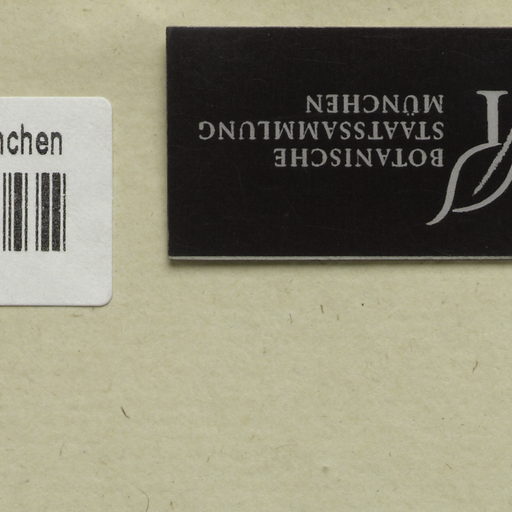 nchen
BOTANISCHE
STAATSSAMMLUNG
MÜNCHEN